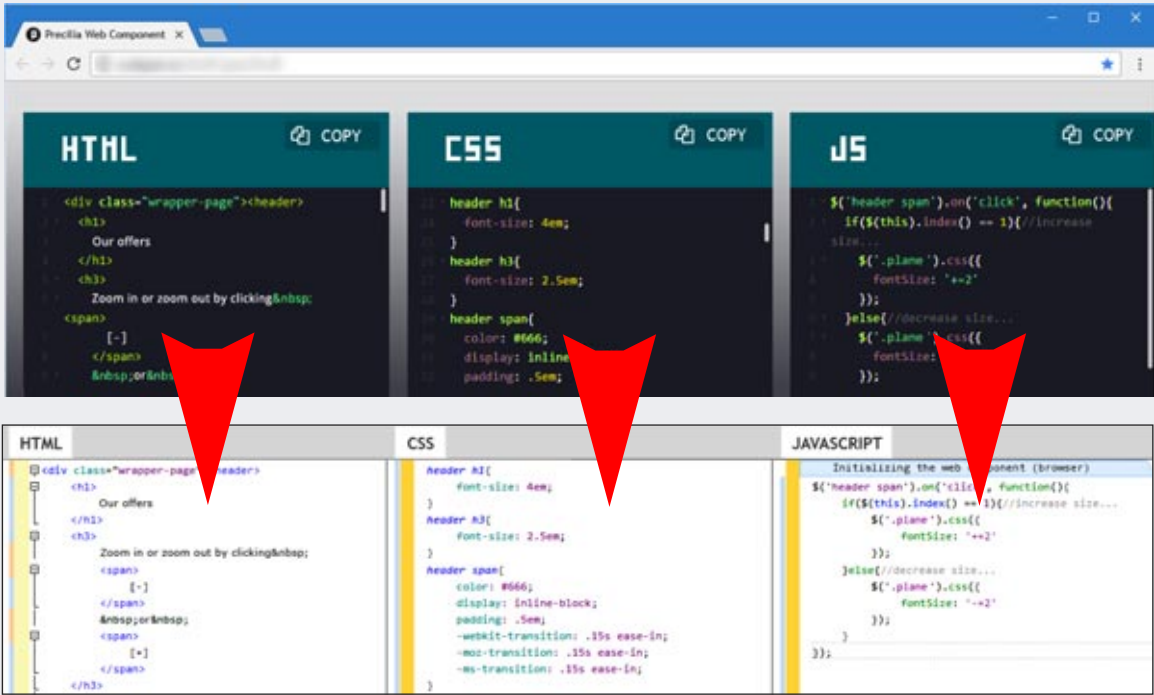 Precilla Web Component
HTML
COPY
<div class="wrapper-page"><header>
<h1>
Our offers
</h1>
<h3>
Zoom in or zoom out by clicking&nbsp;
<span>
[-]
</span>
&nbsp;or&nbs
CSS
COPY
header h1{
font-size: 4em;
}
header h3{
font-size: 2.5em;
}
header span{
color: #666;
display: inline
padding: .5em;
JS
COPY
$('header span').on('click', function(){
if($(this).index() == 1){//increase
size...
$('.plane').css({
fontSize: '+=2'
});
}else{//decrease size...
$('.plane').css({
fontSize:
});
HTML
<div class="wrapper-page" header>
<h1>
Our offers
</h1>
<h3>
Zoom in or zoom out by clicking&nbsp;
<span>
[-]
</span>
&nbsp;or&nbsp;
<span>
[+]
</span>
</h3>
CSS
header h1{
font-size: 4em;
}
header h3{
font-size: 2.5em;
}
header span{
color: #666;
display: inline-block;
padding: .5em;
-webkit-transition: .15s ease-in;
-moz-transition: .15s ease-in;
-ms-transition: .15s ease-in;
}
JAVASCRIPT
Initializing the web component (browser)
$('header span').on('click', function(){
if($(this).index() == 1){//increase size...
$('.plane').css({
fontSize: '+=2'
});
}else{//decrease size...
$('.plane').css({
fontSize: '-=2'
});
}
});